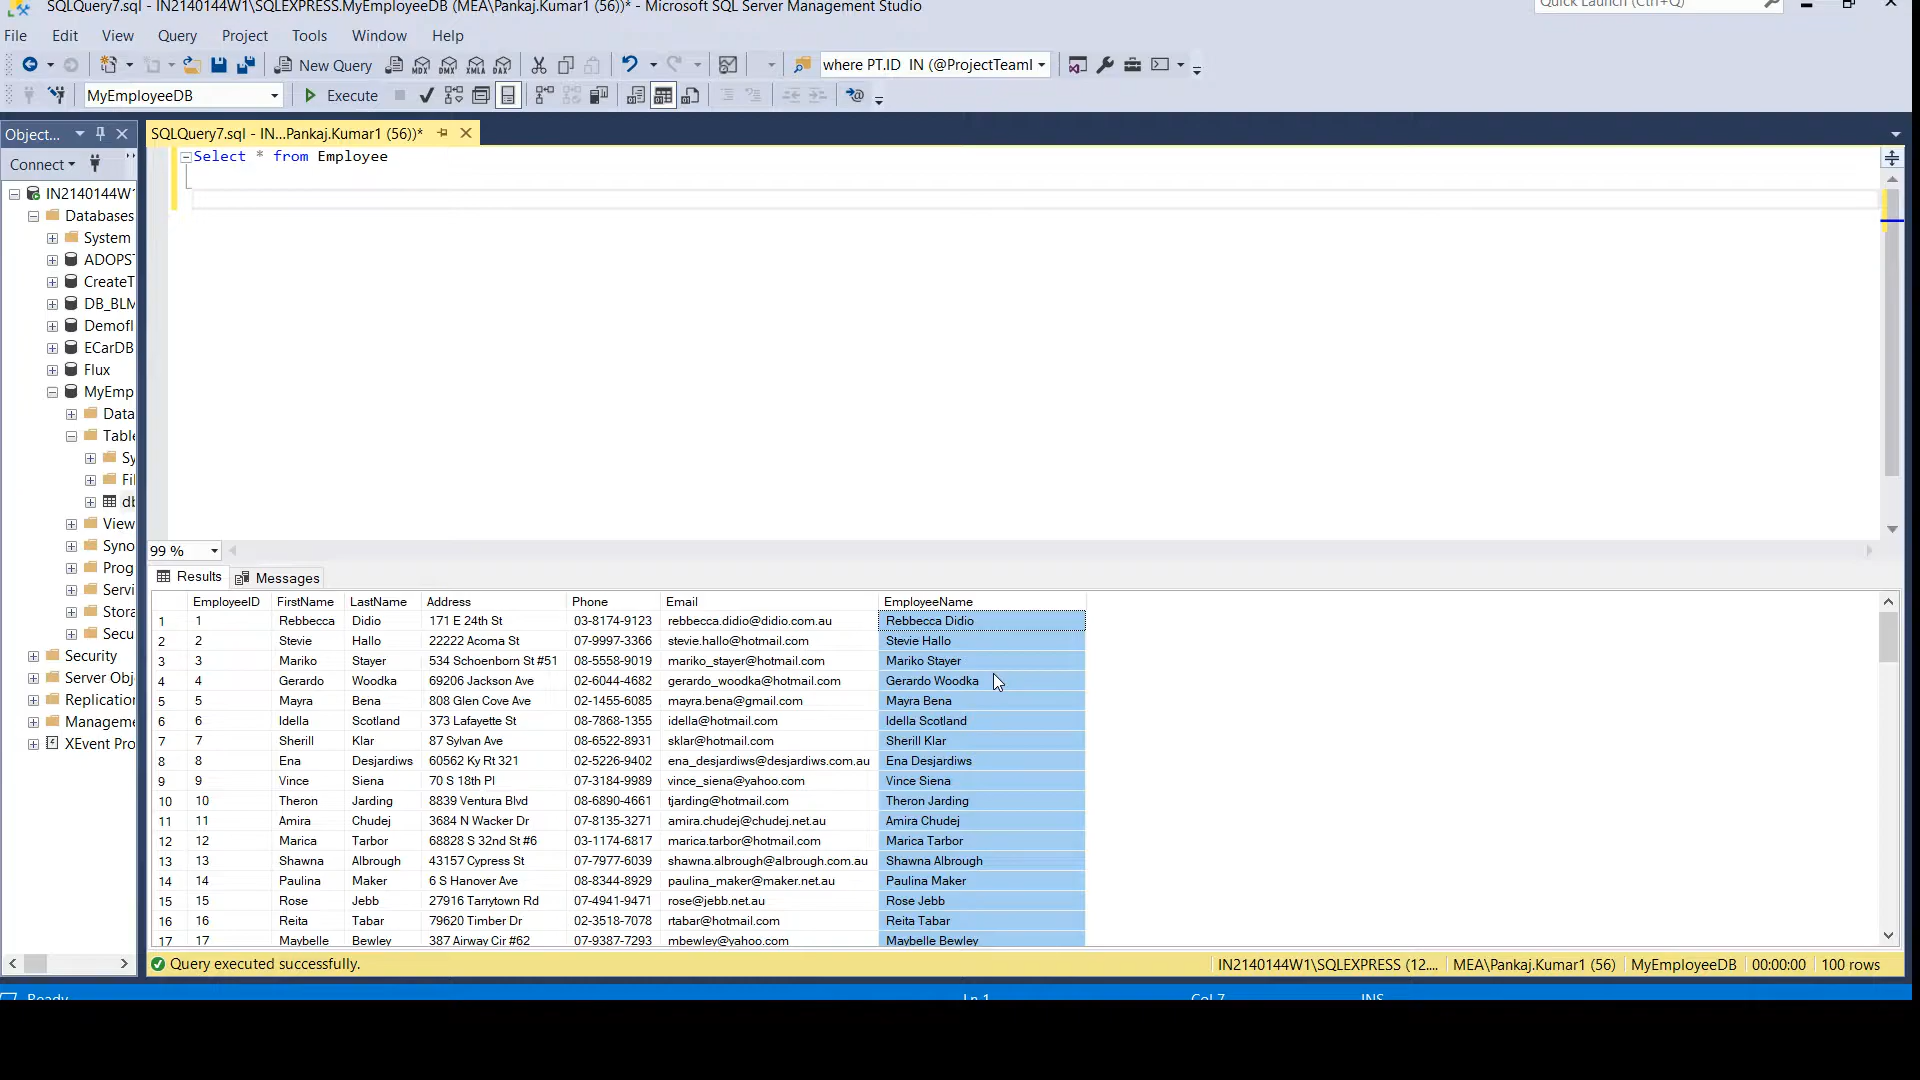 SQLQuery7.sql - IN2140144W1\SQLEXPRESS.MyEmployeeDB (MEA\Pankaj.Kumar1 (56))* - Microsoft SQL Server Management Studio
Quick Launch (Ctrl+Q)
File Edit View Query Project Tools Window Help
New Query MDX DMX XMLA DAX where PT.ID IN (@ProjectTeamI
MyEmployeeDB Execute
Object... SQLQuery7.sql - IN...Pankaj.Kumar1 (56))*
Connect
Select * from Employee
IN2140144W1
Databases
System
ADOPST
CreateT
DB_BLM
Demofl
ECarDB
Flux
MyEmp
Data
Table
Sy
Fil
db
View
Syno
Prog
Servi
Stora
Secu
Security
Server Obj
Replication
Manageme
XEvent Pro
99 %
Results Messages
EmployeeID FirstName LastName Address Phone Email EmployeeName
1 1 Rebbecca Didio 171 E 24th St 03-8174-9123 rebbecca.didio@didio.com.au Rebbecca Didio
2 2 Stevie Hallo 22222 Acoma St 07-9997-3366 stevie.hallo@hotmail.com Stevie Hallo
3 3 Mariko Stayer 534 Schoenborn St #51 08-5558-9019 mariko_stayer@hotmail.com Mariko Stayer
4 4 Gerardo Woodka 69206 Jackson Ave 02-6044-4682 gerardo_woodka@hotmail.com Gerardo Woodka
5 5 Mayra Bena 808 Glen Cove Ave 02-1455-6085 mayra.bena@gmail.com Mayra Bena
6 6 Idella Scotland 373 Lafayette St 08-7868-1355 idella@hotmail.com Idella Scotland
7 7 Sherill Klar 87 Sylvan Ave 08-6522-8931 sklar@hotmail.com Sherill Klar
8 8 Ena Desjardiws 60562 Ky Rt 321 02-5226-9402 ena_desjardiws@desjardiws.com.au Ena Desjardiws
9 9 Vince Siena 70 S 18th Pl 07-3184-9989 vince_siena@yahoo.com Vince Siena
10 10 Theron Jarding 8839 Ventura Blvd 08-6890-4661 tjarding@hotmail.com Theron Jarding
11 11 Amira Chudej 3684 N Wacker Dr 07-8135-3271 amira.chudej@chudej.net.au Amira Chudej
12 12 Marica Tarbor 68828 S 32nd St #6 03-1174-6817 marica.tarbor@hotmail.com Marica Tarbor
13 13 Shawna Albrough 43157 Cypress St 07-7977-6039 shawna.albrough@albrough.com.au Shawna Albrough
14 14 Paulina Maker 6 S Hanover Ave 08-8344-8929 paulina_maker@maker.net.au Paulina Maker
15 15 Rose Jebb 27916 Tarrytown Rd 07-4941-9471 rose@jebb.net.au Rose Jebb
16 16 Reita Tabar 79620 Timber Dr 02-3518-7078 rtabar@hotmail.com Reita Tabar
17 17 Maybelle Bewley 387 Airway Cir #62 07-9387-7293 mbewley@yahoo.com Maybelle Bewley
Query executed successfully. IN2140144W1\SQLEXPRESS (12.... MEA\Pankaj.Kumar1 (56) MyEmployeeDB 00:00:00 100 rows
Ready Ln 1 Col 7 INS